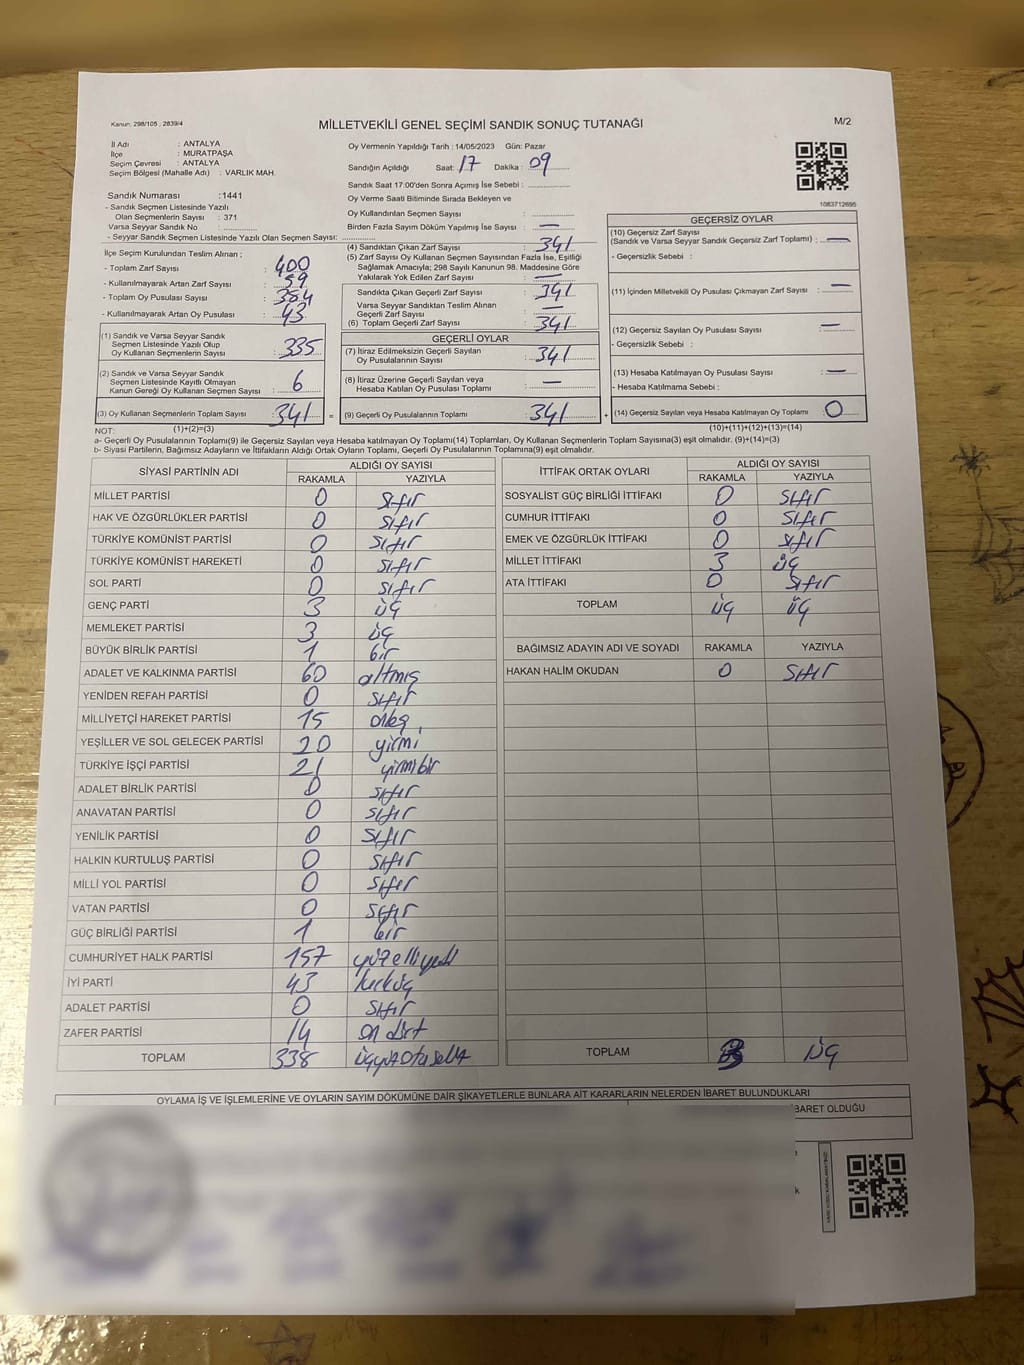 Kanun: 298/105 ; 2839/4
MİLLETVEKİLİ GENEL SEÇİMİ SANDIK SONUÇ TUTANAĞI
M/2
İl Adı : ANTALYA
İlçe : MURATPAŞA
Seçim Çevresi : ANTALYA
Seçim Bölgesi (Mahalle Adı) : VARLIK MAH.
Oy Vermenin Yapıldığı Tarih : 14/05/2023 Gün: Pazar
Sandığın Açıldığı Saat: 17 Dakika : 09
Sandık Saat 17:00'den Sonra Açımış İse Sebebi :
Oy Verme Saati Bitiminde Sırada Bekleyen ve
Oy Kullandırılan Seçmen Sayısı :
Birden Fazla Sayım Döküm Yapılmış İse Sayısı : —
1083712695
Sandık Numarası :1441
- Sandık Seçmen Listesinde Yazılı
Olan Seçmenlerin Sayısı : 371
Varsa Seyyar Sandık No :
- Seyyar Sandık Seçmen Listesinde Yazılı Olan Seçmen Sayısı:
İlçe Seçim Kurulundan Teslim Alınan ;
- Toplam Zarf Sayısı : 400
- Kullanılmayarak Artan Zarf Sayısı : 59
- Toplam Oy Pusulası Sayısı : 384
- Kullanılmayarak Artan Oy Pusulası : 43
(1) Sandık ve Varsa Seyyar Sandık
Seçmen Listesinde Yazılı Olup
Oy Kullanan Seçmenlerin Sayısı : 335
(2) Sandık ve Varsa Seyyar Sandık
Seçmen Listesinde Kayıtlı Olmayan
Kanun Gereği Oy Kullanan Seçmen Sayısı : 6
(3) Oy Kullanan Seçmenlerin Toplam Sayısı : 341 =
(1)+(2)=(3)
(4) Sandıktan Çıkan Zarf Sayısı : 341
(5) Zarf Sayısı Oy Kullanan Seçmen Sayısından Fazla İse, Eşitliği
Sağlamak Amacıyla; 298 Sayılı Kanunun 98. Maddesine Göre
Yakılarak Yok Edilen Zarf Sayısı : —
Sandıkta Çıkan Geçerli Zarf Sayısı : 341
Varsa Seyyar Sandıktan Teslim Alınan
Geçerli Zarf Sayısı : —
(6) Toplam Geçerli Zarf Sayısı : 341
GEÇERLİ OYLAR
(7) İtiraz Edilmeksizin Geçerli Sayılan
Oy Pusulalarının Sayısı : 341
(8) İtiraz Üzerine Geçerli Sayılan veya
Hesaba Katılan Oy Pusulası Toplamı : —
(9) Geçerli Oy Pusulalarının Toplamı : 341 +
GEÇERSİZ OYLAR
(10) Geçersiz Zarf Sayısı
(Sandık ve Varsa Seyyar Sandık Geçersiz Zarf Toplamı) : —
- Geçersizlik Sebebi :
(11) İçinden Milletvekili Oy Pusulası Çıkmayan Zarf Sayısı : —
(12) Geçersiz Sayılan Oy Pusulası Sayısı : —
- Geçersizlik Sebebi :
(13) Hesaba Katılmayan Oy Pusulası Sayısı : —
- Hesaba Katılmama Sebebi :
(14) Geçersiz Sayılan veya Hesaba Katılmayan Oy Toplamı : 0
(10)+(11)+(12)+(13)=(14)
NOT:
a- Geçerli Oy Pusulalarının Toplamı(9) ile Geçersiz Sayılan veya Hesaba katılmayan Oy Toplamı(14) Toplamları, Oy Kullanan Seçmenlerin Toplam Sayısına(3) eşit olmalıdır. (9)+(14)=(3)
b- Siyasi Partilerin, Bağımsız Adayların ve İttifakların Aldığı Ortak Oyların Toplamı, Geçerli Oy Pusulalarının Toplamına(9) eşit olmalıdır.
SİYASİ PARTİNİN ADI ALDIĞI OY SAYISI
RAKAMLA YAZIYLA
MİLLET PARTİSİ 0 sıfır
HAK VE ÖZGÜRLÜKLER PARTİSİ 0 sıfır
TÜRKİYE KOMÜNİST PARTİSİ 0 sıfır
TÜRKİYE KOMÜNİST HAREKETİ 0 sıfır
SOL PARTİ 0 sıfır
GENÇ PARTİ 3 üç
MEMLEKET PARTİSİ 3 üç
BÜYÜK BİRLİK PARTİSİ 1 bir
ADALET VE KALKINMA PARTİSİ 60 altmış
YENİDEN REFAH PARTİSİ 0 sıfır
MİLLİYETÇİ HAREKET PARTİSİ 15 onbeş
YEŞİLLER VE SOL GELECEK PARTİSİ 20 yirmi
TÜRKİYE İŞÇİ PARTİSİ 21 yirmibir
ADALET BİRLİK PARTİSİ 0 sıfır
ANAVATAN PARTİSİ 0 sıfır
YENİLİK PARTİSİ 0 sıfır
HALKIN KURTULUŞ PARTİSİ 0 sıfır
MİLLİ YOL PARTİSİ 0 sıfır
VATAN PARTİSİ 0 sıfır
GÜÇ BİRLİĞİ PARTİSİ 1 bir
CUMHURİYET HALK PARTİSİ 157 yüzelliyedi
İYİ PARTİ 43 kırküç
ADALET PARTİSİ 0 sıfır
ZAFER PARTİSİ 14 on dört
TOPLAM 338 üçyüzotuzsekiz
İTTİFAK ORTAK OYLARI ALDIĞI OY SAYISI
RAKAMLA YAZIYLA
SOSYALİST GÜÇ BİRLİĞİ İTTİFAKI 0 sıfır
CUMHUR İTTİFAKI 0 sıfır
EMEK VE ÖZGÜRLÜK İTTİFAKI 0 sıfır
MİLLET İTTİFAKI 3 üç
ATA İTTİFAKI 0 sıfır
TOPLAM üç üç
BAĞIMSIZ ADAYIN ADI VE SOYADI RAKAMLA YAZIYLA
HAKAN HALİM OKUDAN 0 sıfır
TOPLAM 3 üç
OYLAMA İŞ VE İŞLEMLERİNE VE OYLARIN SAYIM DÖKÜMÜNE DAİR ŞİKAYETLERLE BUNLARA AİT KARARLARIN NELERDEN İBARET BULUNDUKLARI
İBARET OLDUĞU